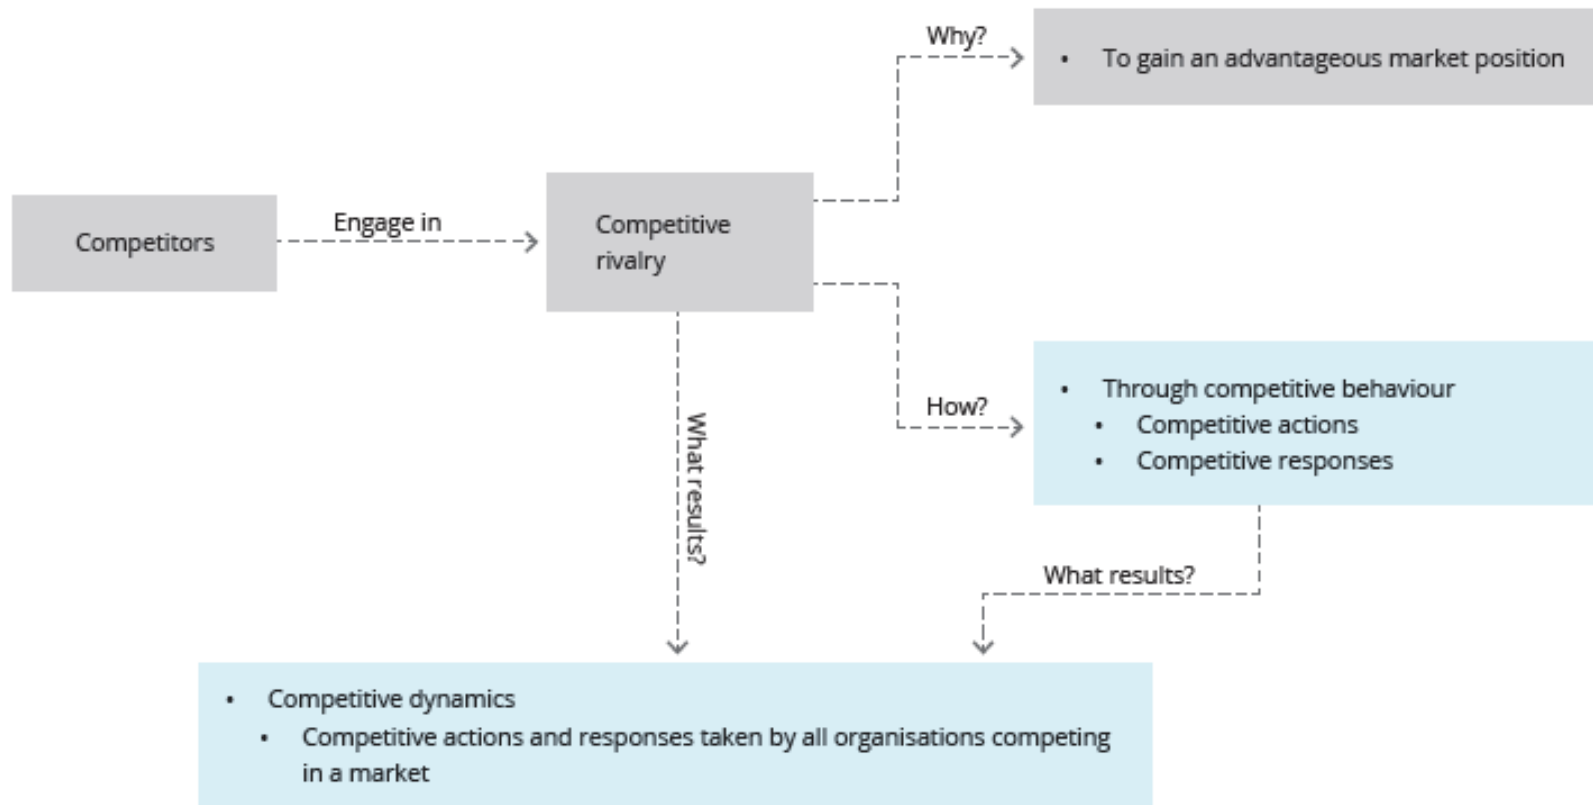 Why?
• To gain an advantageous market position
Competitors
Engage in
Competitive
rivalry
How?
• Through competitive behaviour
• Competitive actions
• Competitive responses
What results?
What results?
• Competitive dynamics
• Competitive actions and responses taken by all organisations competing
in a market